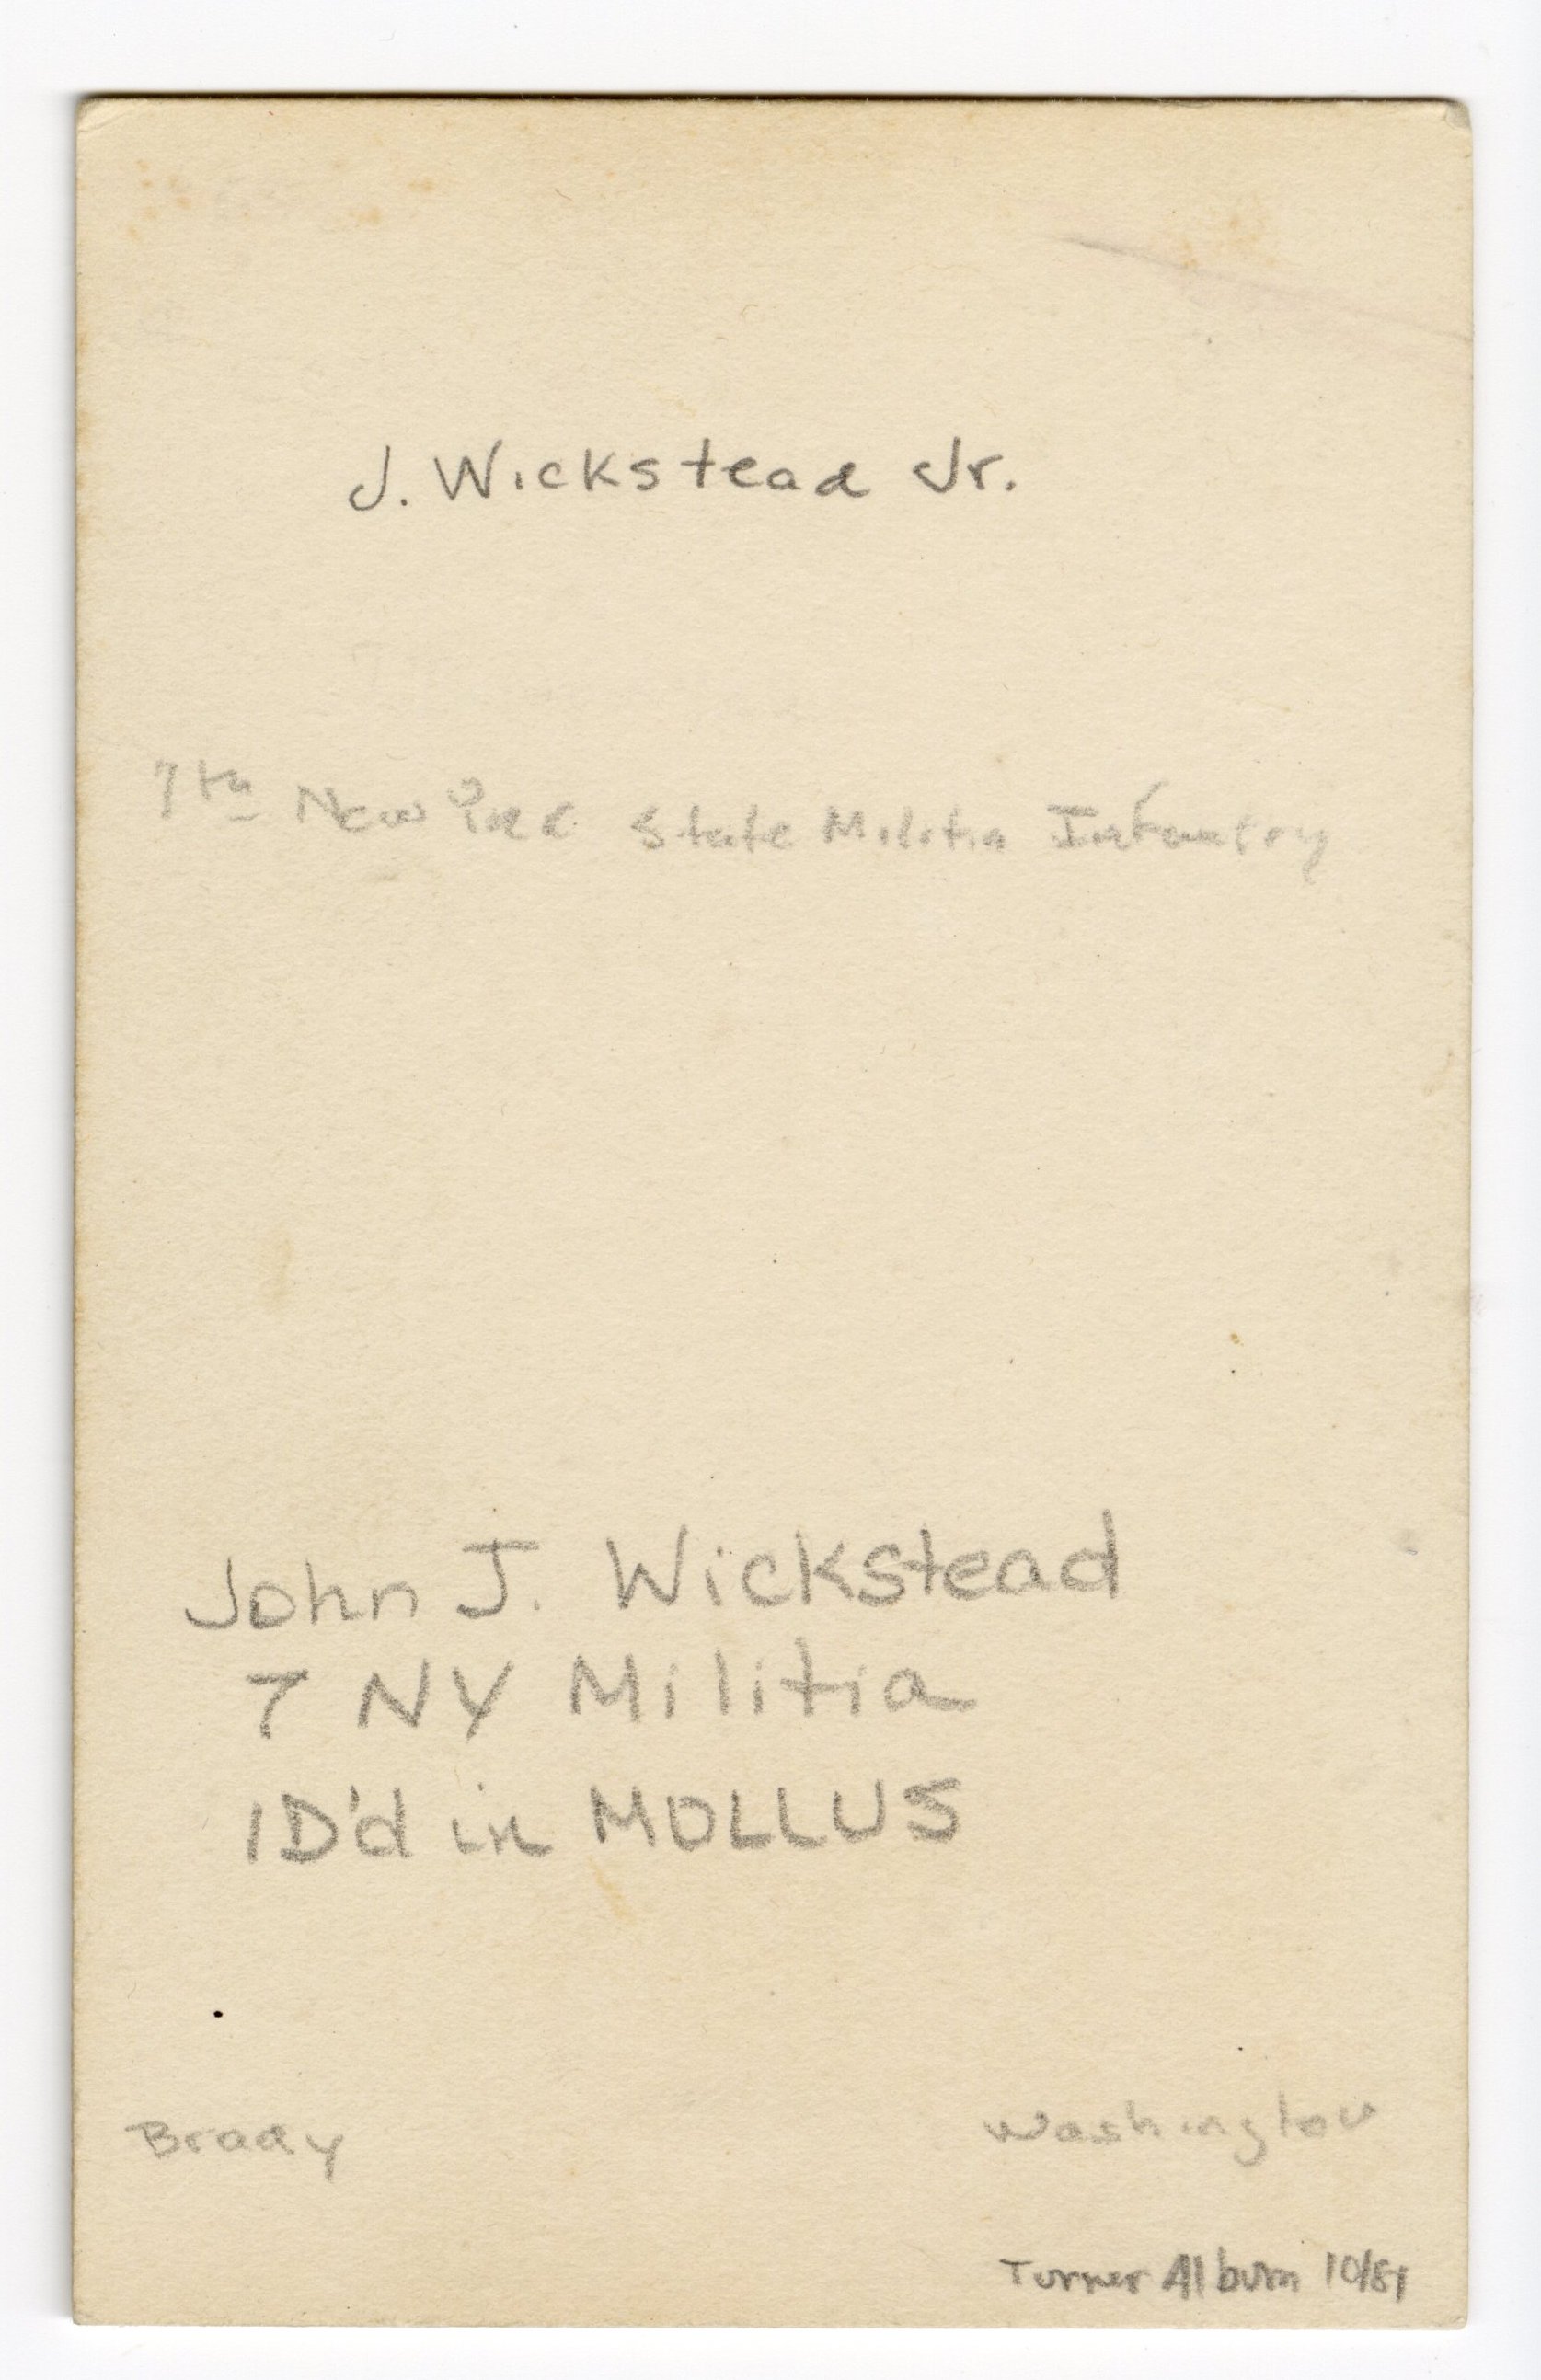 J. Wickstead Jr.
7th New York State Militia Infantry
John J. Wickstead
7 NY Militia
ID'd in MOLLUS
Brady Washington
Turner Album 10/81